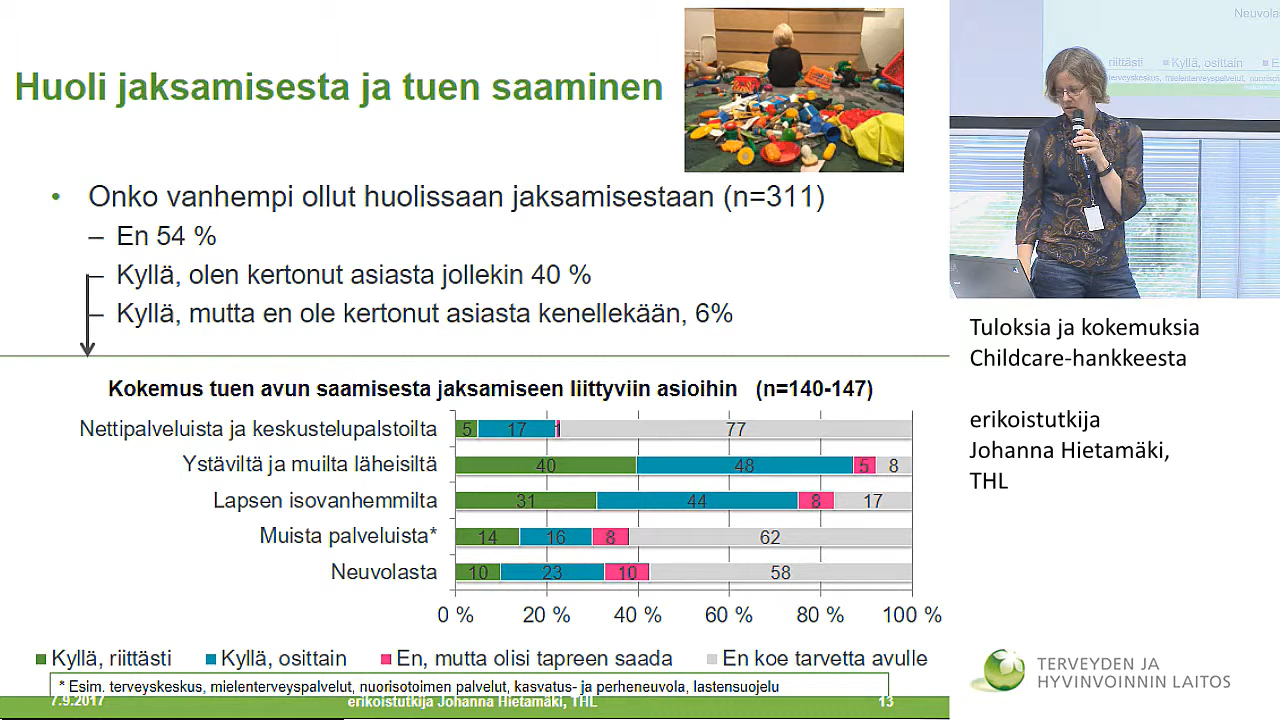 Huoli jaksamisesta ja tuen saaminen
• Onko vanhempi ollut huolissaan jaksamisestaan (n=311)
– En 54 %
– Kyllä, olen kertonut asiasta jollekin 40 %
– Kyllä, mutta en ole kertonut asiasta kenellekään, 6%
Kokemus tuen avun saamisesta jaksamiseen liittyviin asioihin (n=140-147)
Nettipalveluista ja keskustelupalstoilta 5 17 1 77
Ystäviltä ja muilta läheisiltä 40 48 5 8
Lapsen isovanhemmilta 31 44 8 17
Muista palveluista* 14 16 8 62
Neuvolasta 10 23 10 58
0 % 20 % 40 % 60 % 80 % 100 %
Kyllä, riittästi Kyllä, osittain En, mutta olisi tapreen saada En koe tarvetta avulle
* Esim. terveyskeskus, mielenterveyspalvelut, nuorisotoimen palvelut, kasvatus- ja perheneuvola, lastensuojelu
7.9.2017 erikoistutkija Johanna Hietamäki, THL 13
Neuvolas
riittästi Kyllä, osittain E
Tuloksia ja kokemuksia
Childcare-hankkeesta
erikoistutkija
Johanna Hietamäki,
THL
TERVEYDEN JA
HYVINVOINNIN LAITOS